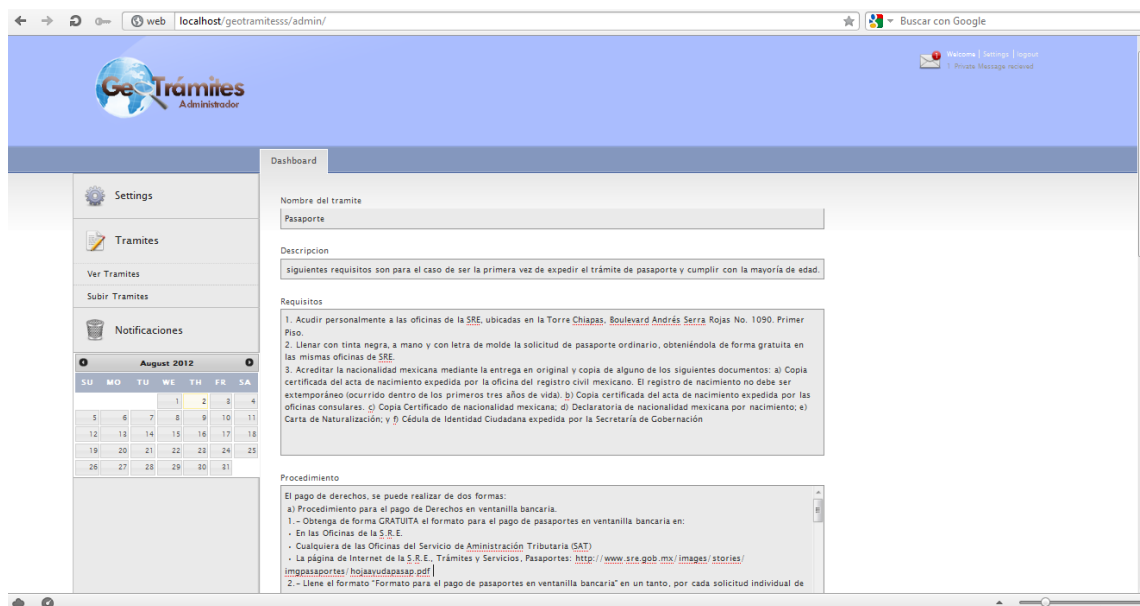 web localhost/geotramitesss/admin/
Buscar con Google
GeoTrámites
Administrador
Welcome | Settings | logout
1 Private Message recieved
Dashboard
Settings
Tramites
Ver Tramites
Subir Tramites
Notificaciones
August 2012
SU MO TU WE TH FR SA
1 2 3 4
5 6 7 8 9 10 11
12 13 14 15 16 17 18
19 20 21 22 23 24 25
26 27 28 29 30 31
Nombre del tramite
Pasaporte
Descripcion
siguientes requisitos son para el caso de ser la primera vez de expedir el trámite de pasaporte y cumplir con la mayoría de edad.
Requisitos
1. Acudir personalmente a las oficinas de la SRE, ubicadas en la Torre Chiapas, Boulevard Andrés Serra Rojas No. 1090. Primer
Piso.
2. Llenar con tinta negra, a mano y con letra de molde la solicitud de pasaporte ordinario, obteniéndola de forma gratuita en
las mismas oficinas de SRE.
3. Acreditar la nacionalidad mexicana mediante la entrega en original y copia de alguno de los siguientes documentos: a) Copia
certificada del acta de nacimiento expedida por la oficina del registro civil mexicano. El registro de nacimiento no debe ser
extemporáneo (ocurrido dentro de los primeros tres años de vida). b) Copia certificada del acta de nacimiento expedida por las
oficinas consulares. c) Copia Certificado de nacionalidad mexicana; d) Declaratoria de nacionalidad mexicana por nacimiento; e)
Carta de Naturalización; y f) Cédula de Identidad Ciudadana expedida por la Secretaría de Gobernación
Procedimiento
El pago de derechos, se puede realizar de dos formas:
a) Procedimiento para el pago de Derechos en ventanilla bancaria.
1.- Obtenga de forma GRATUITA el formato para el pago de pasaportes en ventanilla bancaria en:
· En las Oficinas de la S.R.E.
· Cualquiera de las Oficinas del Servicio de Aministración Tributaria (SAT)
· La página de Internet de la S.R.E., Trámites y Servicios, Pasaportes: http://www.sre.gob.mx/images/stories/
imgpasaportes/hojaayudapasap.pdf
2.- Llene el formato "Formato para el pago de pasaportes en ventanilla bancaria" en un tanto, por cada solicitud individual de